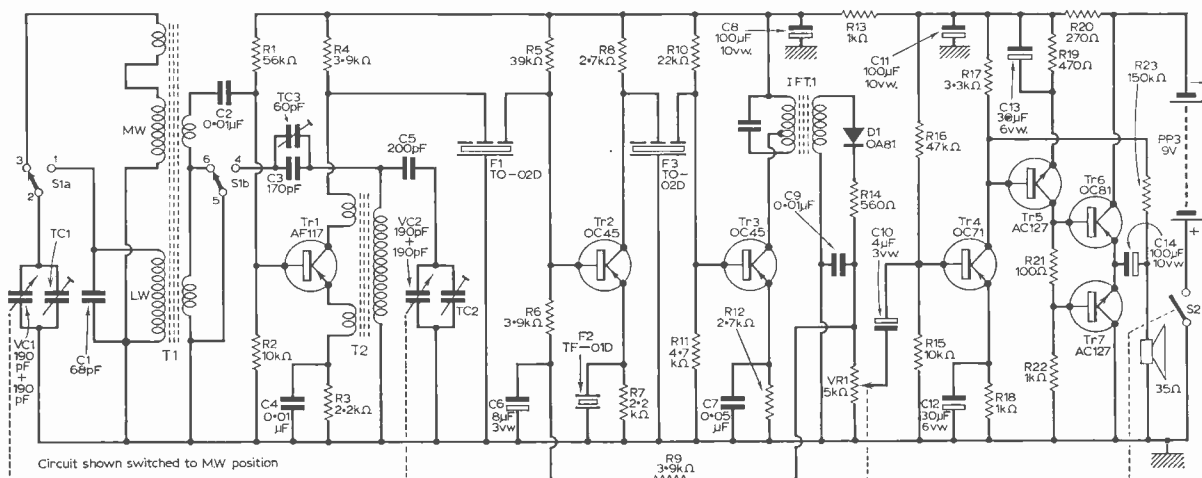 3
1
S1a
2
TC1
VC1
190
pF
+
190
pF
C1
68pF
MW
LW
T1
C2
0·01µF
6
4
S1b
5
R1
56kΩ
TC3
60pF
C3
170pF
R2
10kΩ
C4
0·01
µF
R4
3·9kΩ
Tr1
AF117
R3
2·2kΩ
T2
C5
200pF
VC2
190pF
+
190pF
TC2
F1
TO-02D
R5
39kΩ
R6
3·9kΩ
C6
8µF
3vw
R8
2·7kΩ
Tr2
OC45
F2
TF-01D
R7
2·2
kΩ
R9
3·9kΩ
R10
22kΩ
F3
TO-02D
R11
4·7
kΩ
C7
0·05
µF
Tr3
OC45
R12
2·7kΩ
C8
100µF
10vw.
IFT.1
C9
0·01µF
R13
1kΩ
D1
OA81
R14
560Ω
VR1
5kΩ
C10
4µF
3vw
C11
100µF
10vw.
R16
47kΩ
R15
10kΩ
C12
30µF
6vw
R17
3·3kΩ
Tr4
OC71
R18
1kΩ
C13
30µF
6vw.
R19
470Ω
R20
270Ω
Tr5
AC127
R21
100Ω
R22
1kΩ
Tr6
OC81
Tr7
AC127
R23
150kΩ
C14
100µF
10vw
35Ω
PP3
9V
+
S2
Circuit shown switched to M.W position